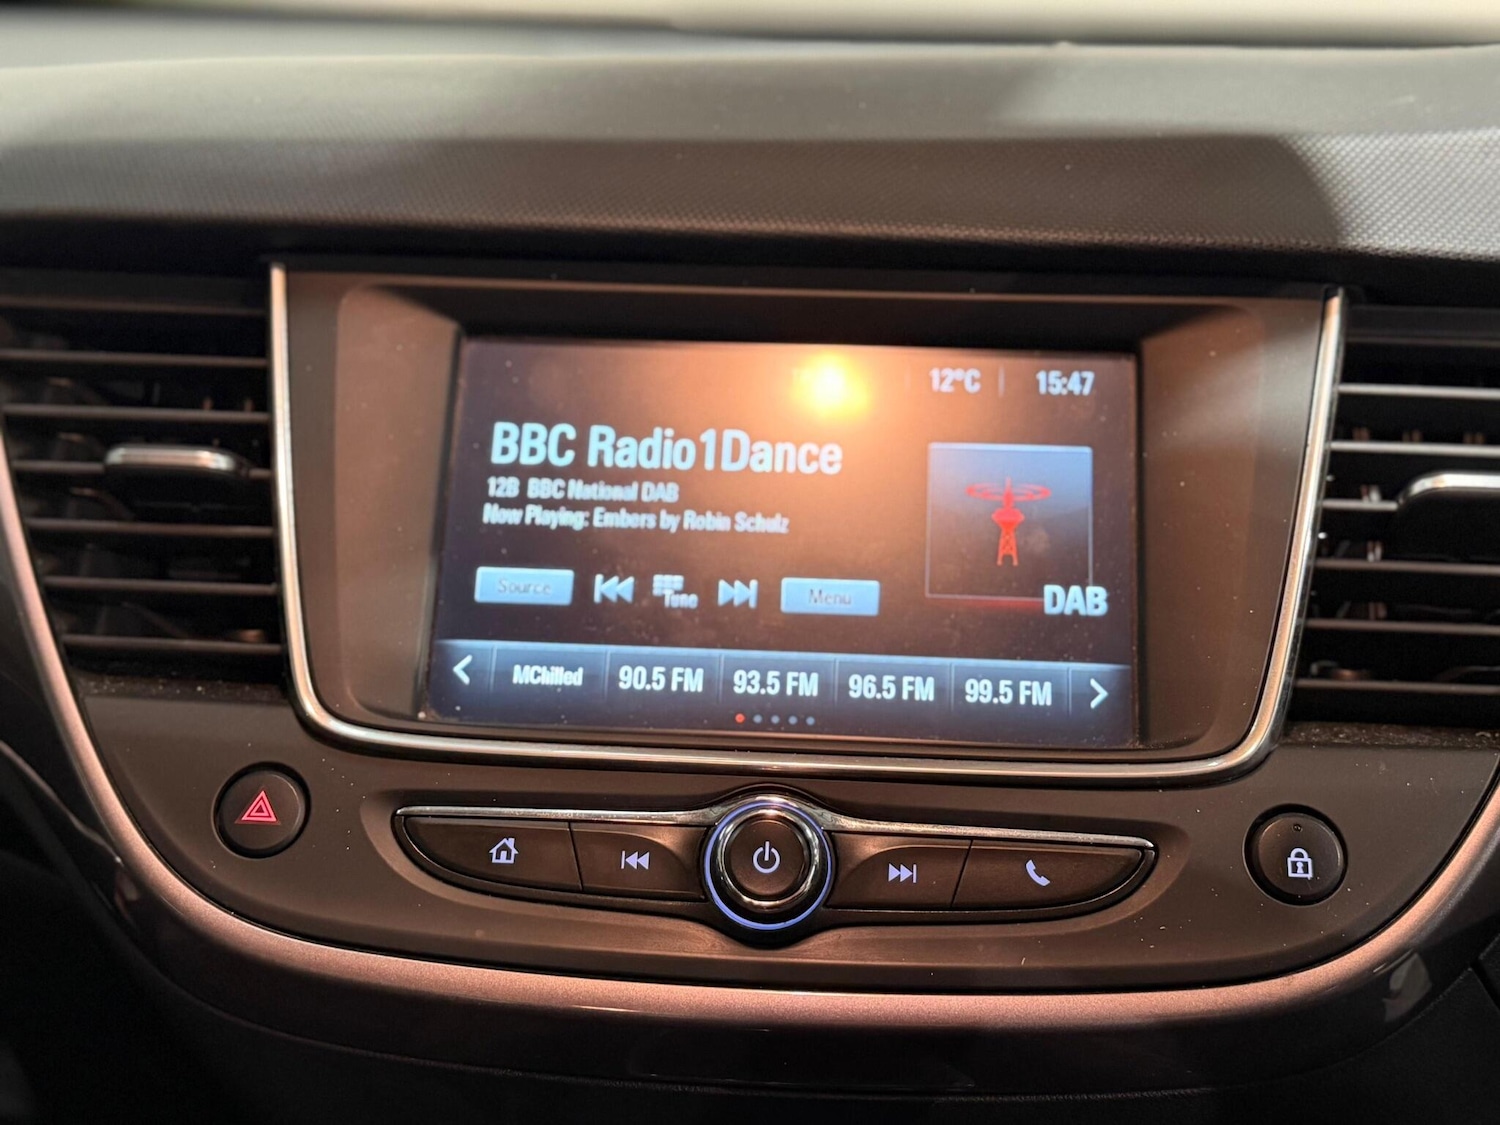 12°C 15:47
BBC Radio1Dance
12B BBC National DAB
Now Playing: Embers by Robin Schulz
Source Tune Menu
DAB
MChilled 90.5 FM 93.5 FM 96.5 FM 99.5 FM